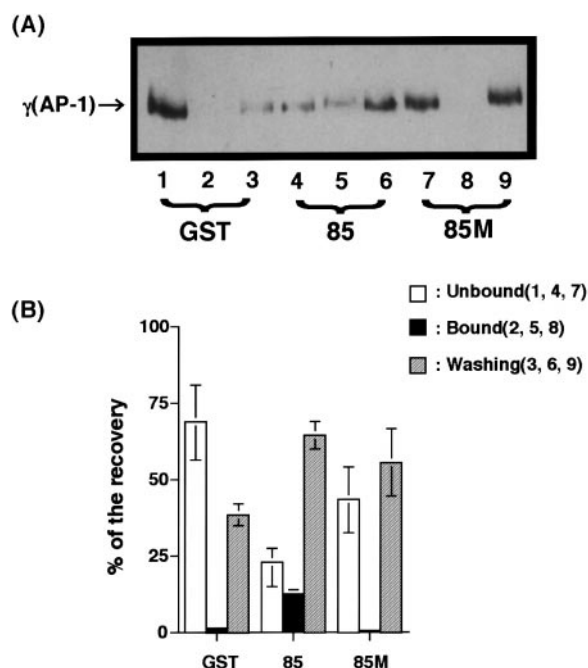 (A)
γ(AP-1)→
1 2 3 4 5 6 7 8 9
GST 85 85M
(B)
: Unbound(1, 4, 7)
: Bound(2, 5, 8)
: Washing(3, 6, 9)
% of the recovery
100
75
50
25
0
GST 85 85M